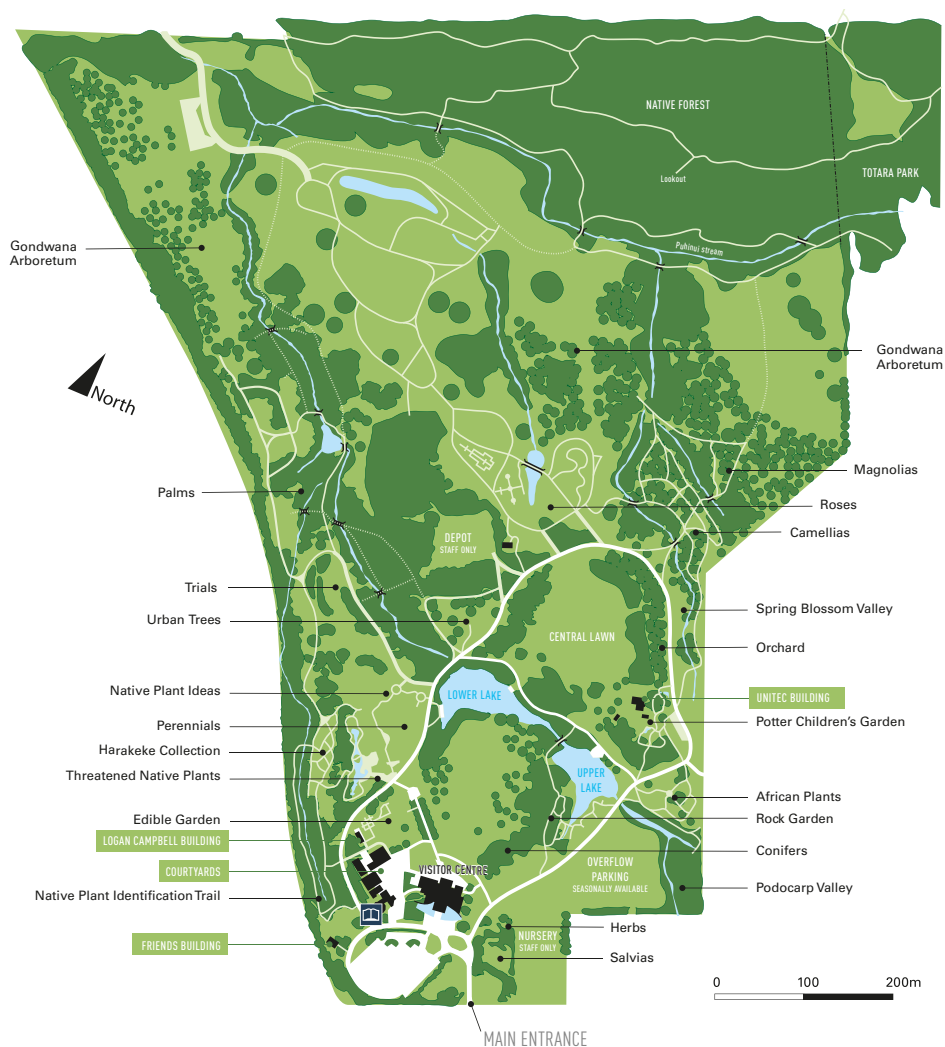 NATIVE FOREST
TOTARA PARK
Lookout
Puhinui stream
Gondwana
Arboretum
North
Gondwana
Arboretum
Magnolias
Palms
Roses
Camellias
DEPOT
STAFF ONLY
Trials
Urban Trees
Spring Blossom Valley
CENTRAL LAWN
Orchard
Native Plant Ideas
LOWER LAKE
UNITEC BUILDING
Perennials
Potter Children's Garden
Harakeke Collection
Threatened Native Plants
UPPER
LAKE
African Plants
Edible Garden
Rock Garden
LOGAN CAMPBELL BUILDING
Conifers
COURTYARDS
VISITOR CENTRE
OVERFLOW
PARKING
SEASONALLY AVAILABLE
Podocarp Valley
Native Plant Identification Trail
Herbs
FRIENDS BUILDING
NURSERY
STAFF ONLY
Salvias
0 100 200m
MAIN ENTRANCE